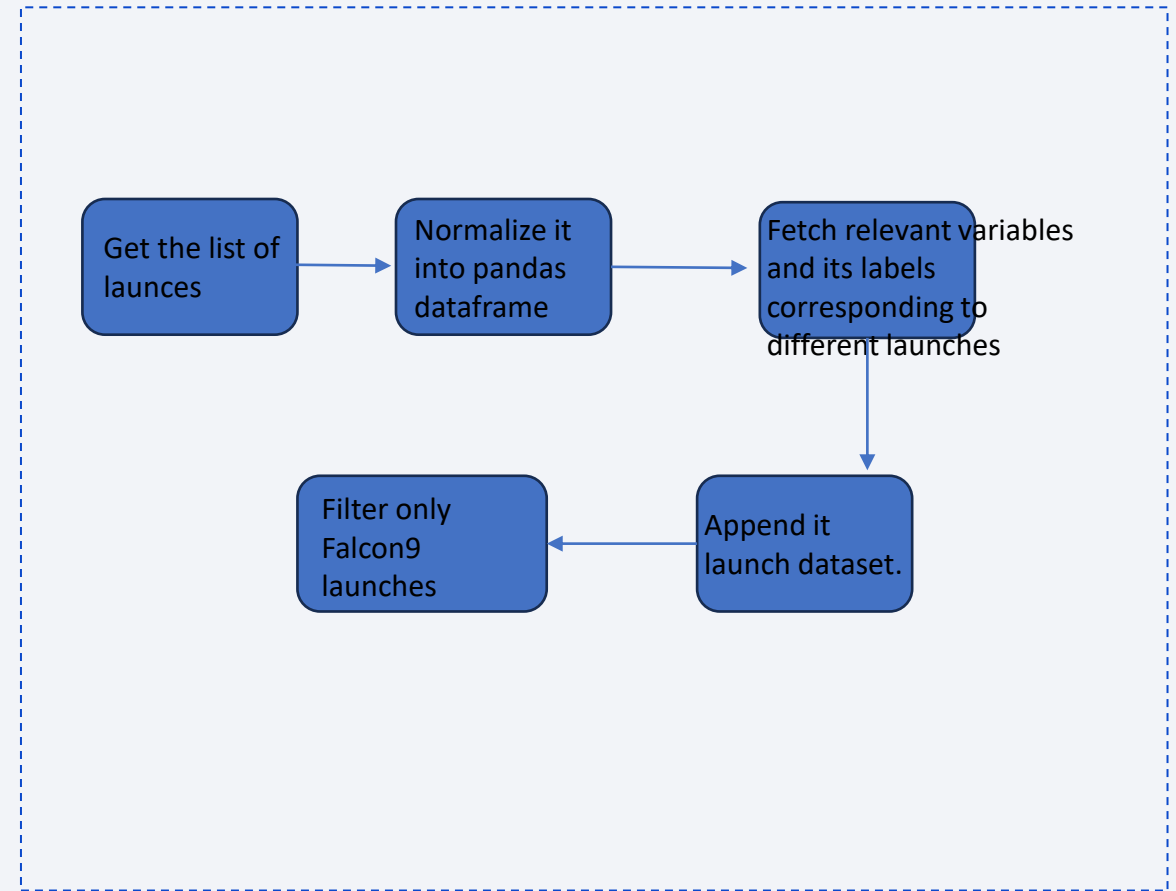 Get the list of
launces
Normalize it
into pandas
dataframe
Fetch relevant variables
and its labels
corresponding to
different launches
Append it
launch dataset.
Filter only
Falcon9
launches